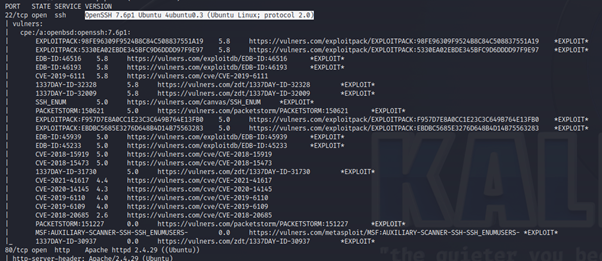 PORT STATE SERVICE VERSION
22/tcp open ssh OpenSSH 7.6p1 Ubuntu 4ubuntu0.3 (Ubuntu Linux; protocol 2.0)
| vulners:
| cpe:/a:openbsd:openssh:7.6p1:
| EXPLOITPACK:98FE96309F9524B8C84C508837551A19 5.8 https://vulners.com/exploitpack/EXPLOITPACK:98FE96309F9524B8C84C508837551A19 *EXPLOIT*
| EXPLOITPACK:5330EA02EBDE345BFC9D6DDDD97F9E97 5.8 https://vulners.com/exploitpack/EXPLOITPACK:5330EA02EBDE345BFC9D6DDDD97F9E97 *EXPLOIT*
| EDB-ID:46516 5.8 https://vulners.com/exploitdb/EDB-ID:46516 *EXPLOIT*
| EDB-ID:46193 5.8 https://vulners.com/exploitdb/EDB-ID:46193 *EXPLOIT*
| CVE-2019-6111 5.8 https://vulners.com/cve/CVE-2019-6111
| 1337DAY-ID-32328 5.8 https://vulners.com/zdt/1337DAY-ID-32328 *EXPLOIT*
| 1337DAY-ID-32009 5.8 https://vulners.com/zdt/1337DAY-ID-32009 *EXPLOIT*
| SSH_ENUM 5.0 https://vulners.com/canvas/SSH_ENUM *EXPLOIT*
| PACKETSTORM:150621 5.0 https://vulners.com/packetstorm/PACKETSTORM:150621 *EXPLOIT*
| EXPLOITPACK:F957D7E8A0CC1E23C3C649B764E13FB0 5.0 https://vulners.com/exploitpack/EXPLOITPACK:F957D7E8A0CC1E23C3C649B764E13FB0 *EXPLOIT*
| EXPLOITPACK:EBDBC5685E3276D648B4D14B75563283 5.0 https://vulners.com/exploitpack/EXPLOITPACK:EBDBC5685E3276D648B4D14B75563283 *EXPLOIT*
| EDB-ID:45939 5.0 https://vulners.com/exploitdb/EDB-ID:45939 *EXPLOIT*
| EDB-ID:45233 5.0 https://vulners.com/exploitdb/EDB-ID:45233 *EXPLOIT*
| CVE-2018-15919 5.0 https://vulners.com/cve/CVE-2018-15919
| CVE-2018-15473 5.0 https://vulners.com/cve/CVE-2018-15473
| 1337DAY-ID-31730 5.0 https://vulners.com/zdt/1337DAY-ID-31730 *EXPLOIT*
| CVE-2021-41617 4.4 https://vulners.com/cve/CVE-2021-41617
| CVE-2020-14145 4.3 https://vulners.com/cve/CVE-2020-14145
| CVE-2019-6110 4.0 https://vulners.com/cve/CVE-2019-6110
| CVE-2019-6109 4.0 https://vulners.com/cve/CVE-2019-6109
| CVE-2018-20685 2.6 https://vulners.com/cve/CVE-2018-20685
| PACKETSTORM:151227 0.0 https://vulners.com/packetstorm/PACKETSTORM:151227 *EXPLOIT*
| MSF:AUXILIARY-SCANNER-SSH-SSH_ENUMUSERS- 0.0 https://vulners.com/metasploit/MSF:AUXILIARY-SCANNER-SSH-SSH_ENUMUSERS- *EXPLOIT*
|_ 1337DAY-ID-30937 0.0 https://vulners.com/zdt/1337DAY-ID-30937 *EXPLOIT*
80/tcp open http Apache httpd 2.4.29 ((Ubuntu))
| http-server-header: Apache/2.4.29 (Ubuntu)
KALI
"the quieter you be